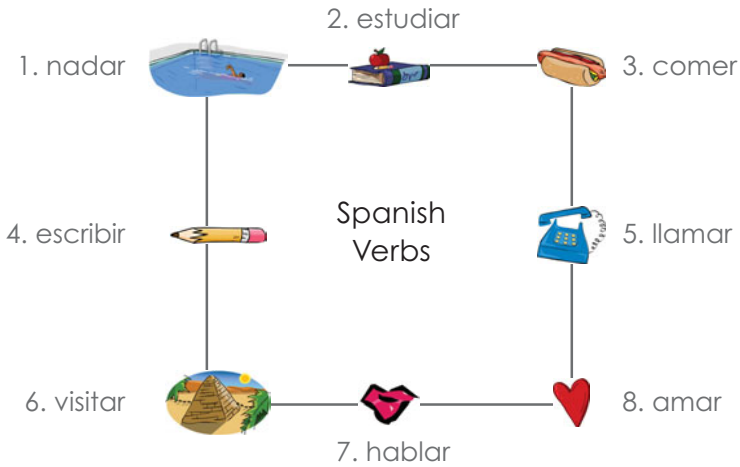 2. estudiar
1. nadar
3. comer
4. escribir
Spanish
Verbs
5. llamar
6. visitar
8. amar
7. hablar